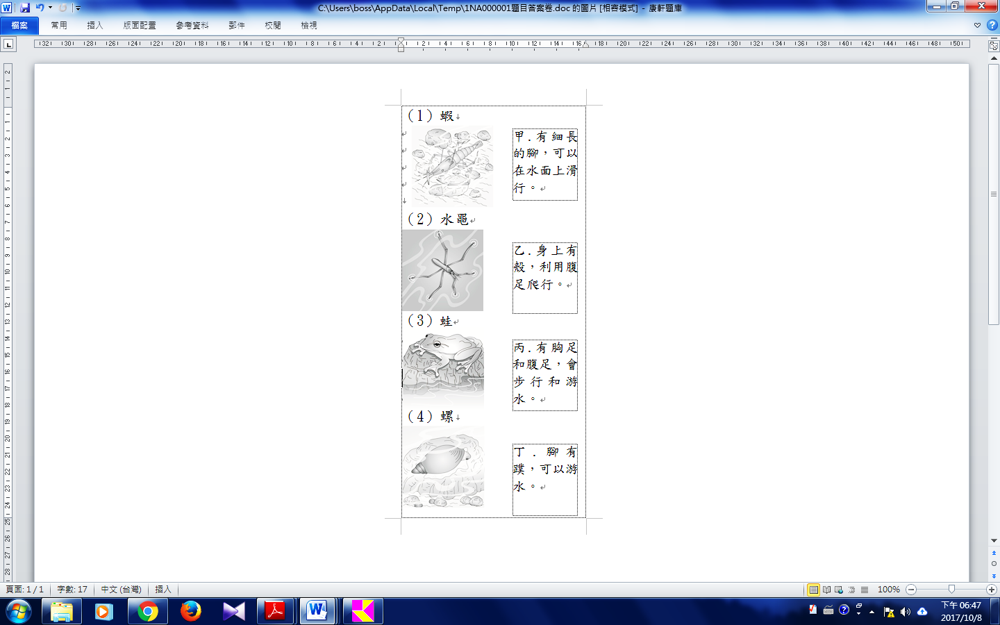 C:\Users\boss\AppData\Local\Temp\1NA000001題目答案卷.doc 的圖片 [相容模式] - 康軒題庫
檔案 常用 插入 版面配置 參考資料 郵件 校閱 檢視
(1) 蝦
甲.有細長
的腳，可以
在水面上滑
行。
(2) 水黽
乙.身上有
殼，利用腹
足爬行。
(3) 蛙
丙.有胸足
和腹足，會
步行和游
水。
(4) 螺
丁.腳有
蹼，可以游
水。
頁面: 1 / 1 字數: 17 中文 (台灣) 插入 100%
下午 06:47
2017/10/8